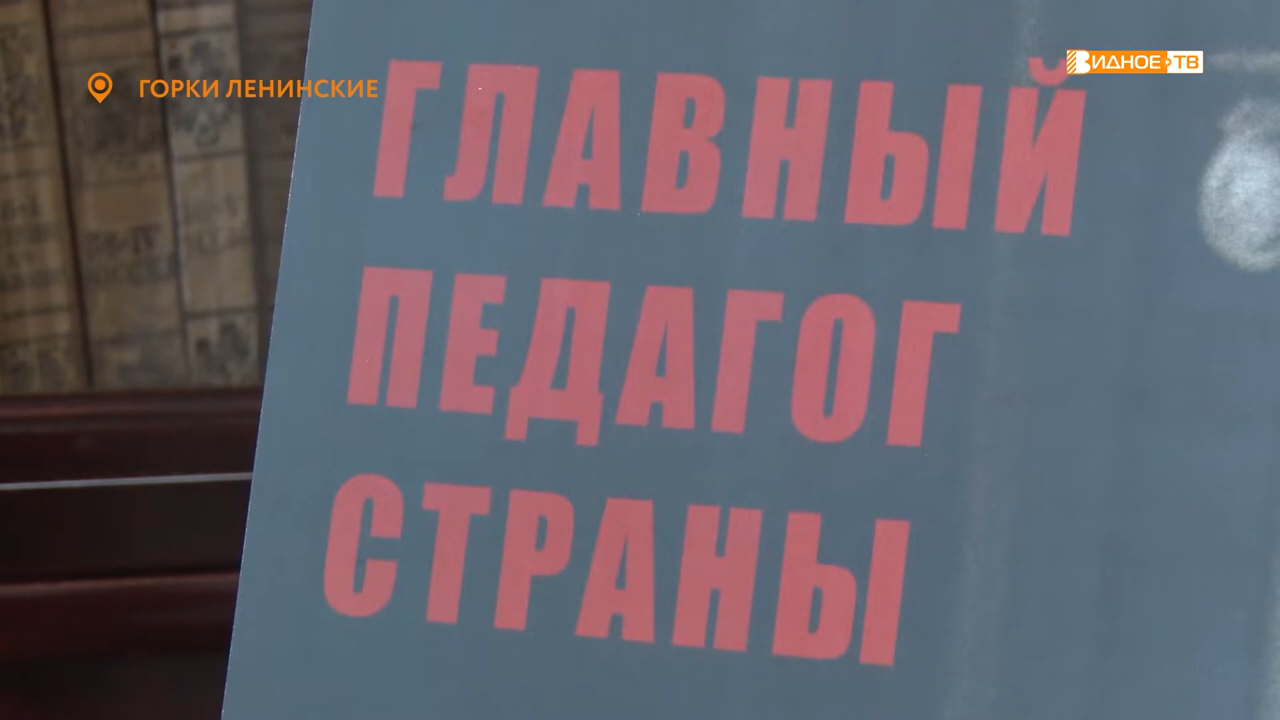 ГОРКИ ЛЕНИНСКИЕ
ВИДНОЕ ТВ
ГЛАВНЫЙ
ПЕДАГОГ
СТРАНЫ